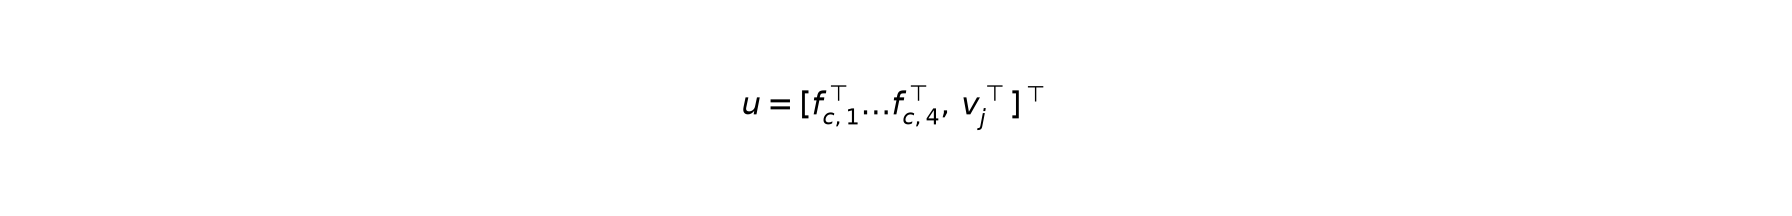 u = [f_{c,1}^⊤ … f_{c,4}^⊤, v_j^⊤]^⊤